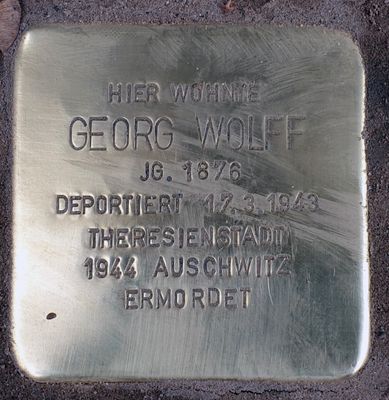 HIER WOHNTE
GEORG WOLFF
JG. 1876
DEPORTIERT 17.3.1943
THERESIENSTADT
1944 AUSCHWITZ
ERMORDET